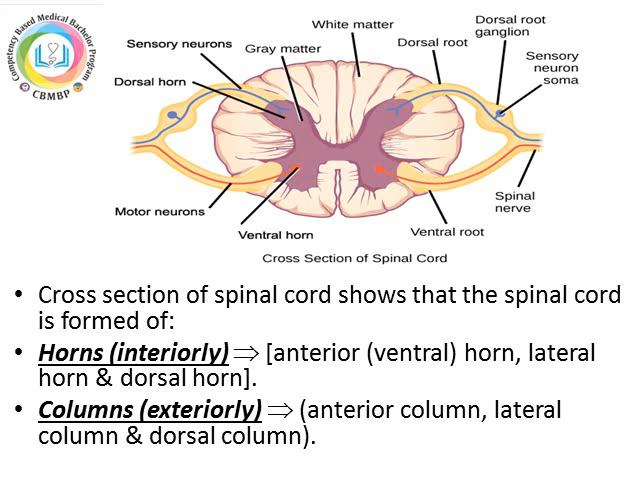 Competency Based Medical Bachelor Program
CBMBP
White matter
Dorsal root
ganglion
Sensory neurons
Gray matter
Dorsal root
Sensory
neuron
soma
Dorsal horn
Spinal
nerve
Motor neurons
Ventral horn
Ventral root
Cross Section of Spinal Cord
• Cross section of spinal cord shows that the spinal cord
is formed of:
• Horns (interiorly) ⇒ [anterior (ventral) horn, lateral
horn & dorsal horn].
• Columns (exteriorly) ⇒ (anterior column, lateral
column & dorsal column).